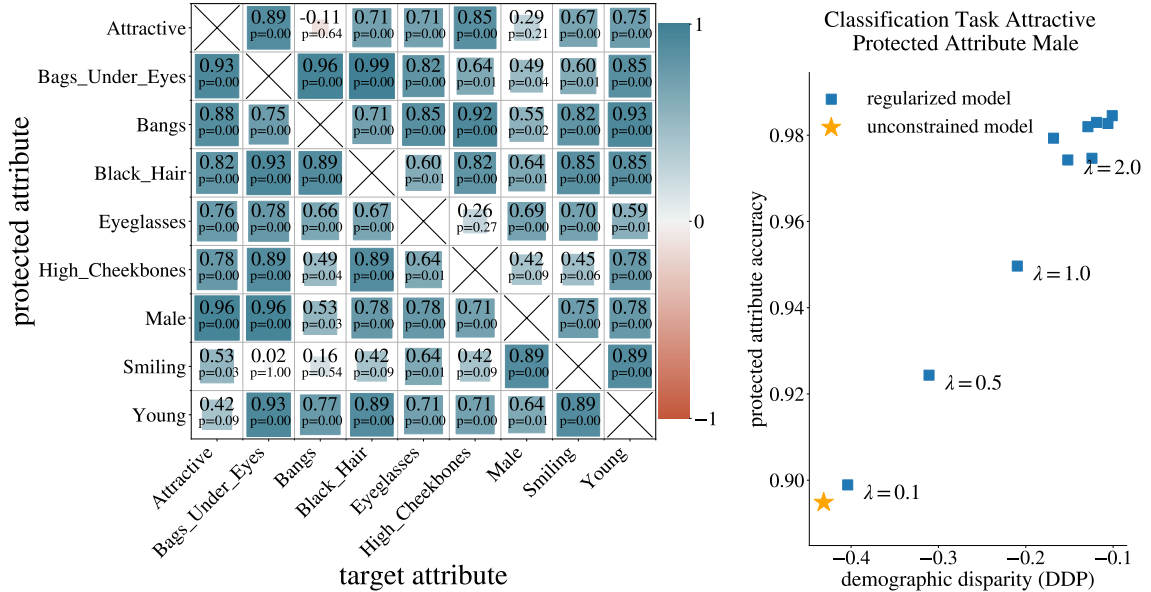 protected attribute
Attractive 0.89 -0.11 0.71 0.71 0.85 0.29 0.67 0.75
p=0.00 p=0.64 p=0.00 p=0.00 p=0.00 p=0.21 p=0.00 p=0.00
Bags_Under_Eyes 0.93 0.96 0.99 0.82 0.64 0.49 0.60 0.85
p=0.00 p=0.00 p=0.00 p=0.00 p=0.01 p=0.04 p=0.01 p=0.00
Bangs 0.88 0.75 0.71 0.85 0.92 0.55 0.82 0.93
p=0.00 p=0.00 p=0.00 p=0.00 p=0.00 p=0.02 p=0.00 p=0.00
Black_Hair 0.82 0.93 0.89 0.60 0.82 0.64 0.85 0.85
p=0.00 p=0.00 p=0.00 p=0.01 p=0.00 p=0.01 p=0.00 p=0.00
Eyeglasses 0.76 0.78 0.66 0.67 0.26 0.69 0.70 0.59
p=0.00 p=0.00 p=0.00 p=0.00 p=0.27 p=0.00 p=0.00 p=0.01
High_Cheekbones 0.78 0.89 0.49 0.89 0.64 0.42 0.45 0.78
p=0.00 p=0.00 p=0.04 p=0.00 p=0.01 p=0.09 p=0.06 p=0.00
Male 0.96 0.96 0.53 0.78 0.78 0.71 0.75 0.78
p=0.00 p=0.00 p=0.03 p=0.00 p=0.00 p=0.00 p=0.00 p=0.00
Smiling 0.53 0.02 0.16 0.42 0.64 0.42 0.89 0.89
p=0.03 p=1.00 p=0.54 p=0.09 p=0.01 p=0.09 p=0.00 p=0.00
Young 0.42 0.93 0.77 0.89 0.71 0.71 0.64 0.89
p=0.09 p=0.00 p=0.00 p=0.00 p=0.00 p=0.00 p=0.01 p=0.00
Attractive
Bags_Under_Eyes
Bangs
Black_Hair
Eyeglasses
High_Cheekbones
Male
Smiling
Young
target attribute
1
0
−1
Classification Task Attractive
Protected Attribute Male
regularized model
unconstrained model
protected attribute accuracy
0.98
0.96
0.94
0.92
0.90
λ=2.0
λ=1.0
λ=0.5
λ=0.1
−0.4 −0.3 −0.2 −0.1
demographic disparity (DDP)